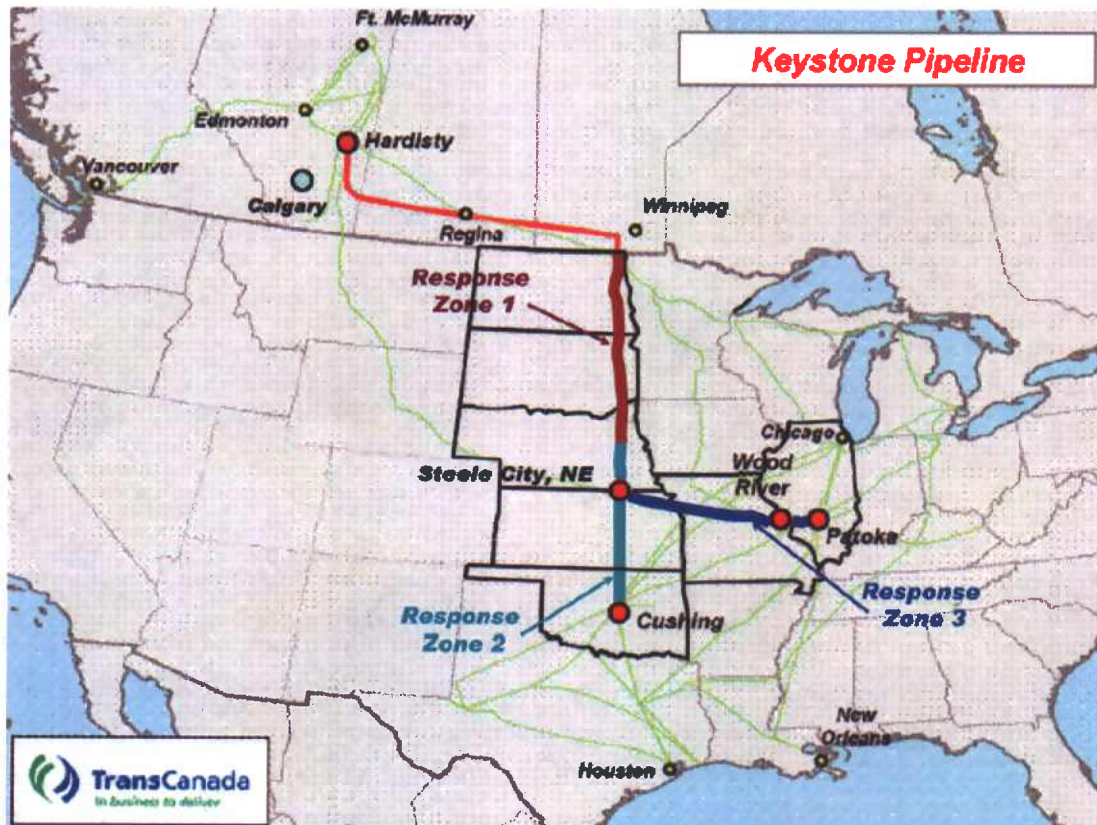 Keystone Pipeline
Ft. McMurray
Edmonton
Hardisty
Vancouver
Calgary
Regina
Winnipeg
Response
Zone 1
Steele City, NE
Chicago
Wood
River
Patoka
Response
Zone 2
Cushing
Response
Zone 3
New
Orleans
Houston
TransCanada
In business to deliver